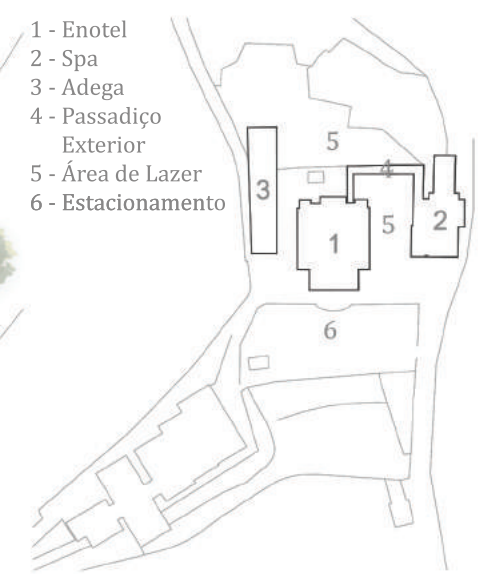 1 - Enotel
2 - Spa
3 - Adega
4 - Passadiço
Exterior
5 - Área de Lazer
6 - Estacionamento
5
4
3
5
2
1
6